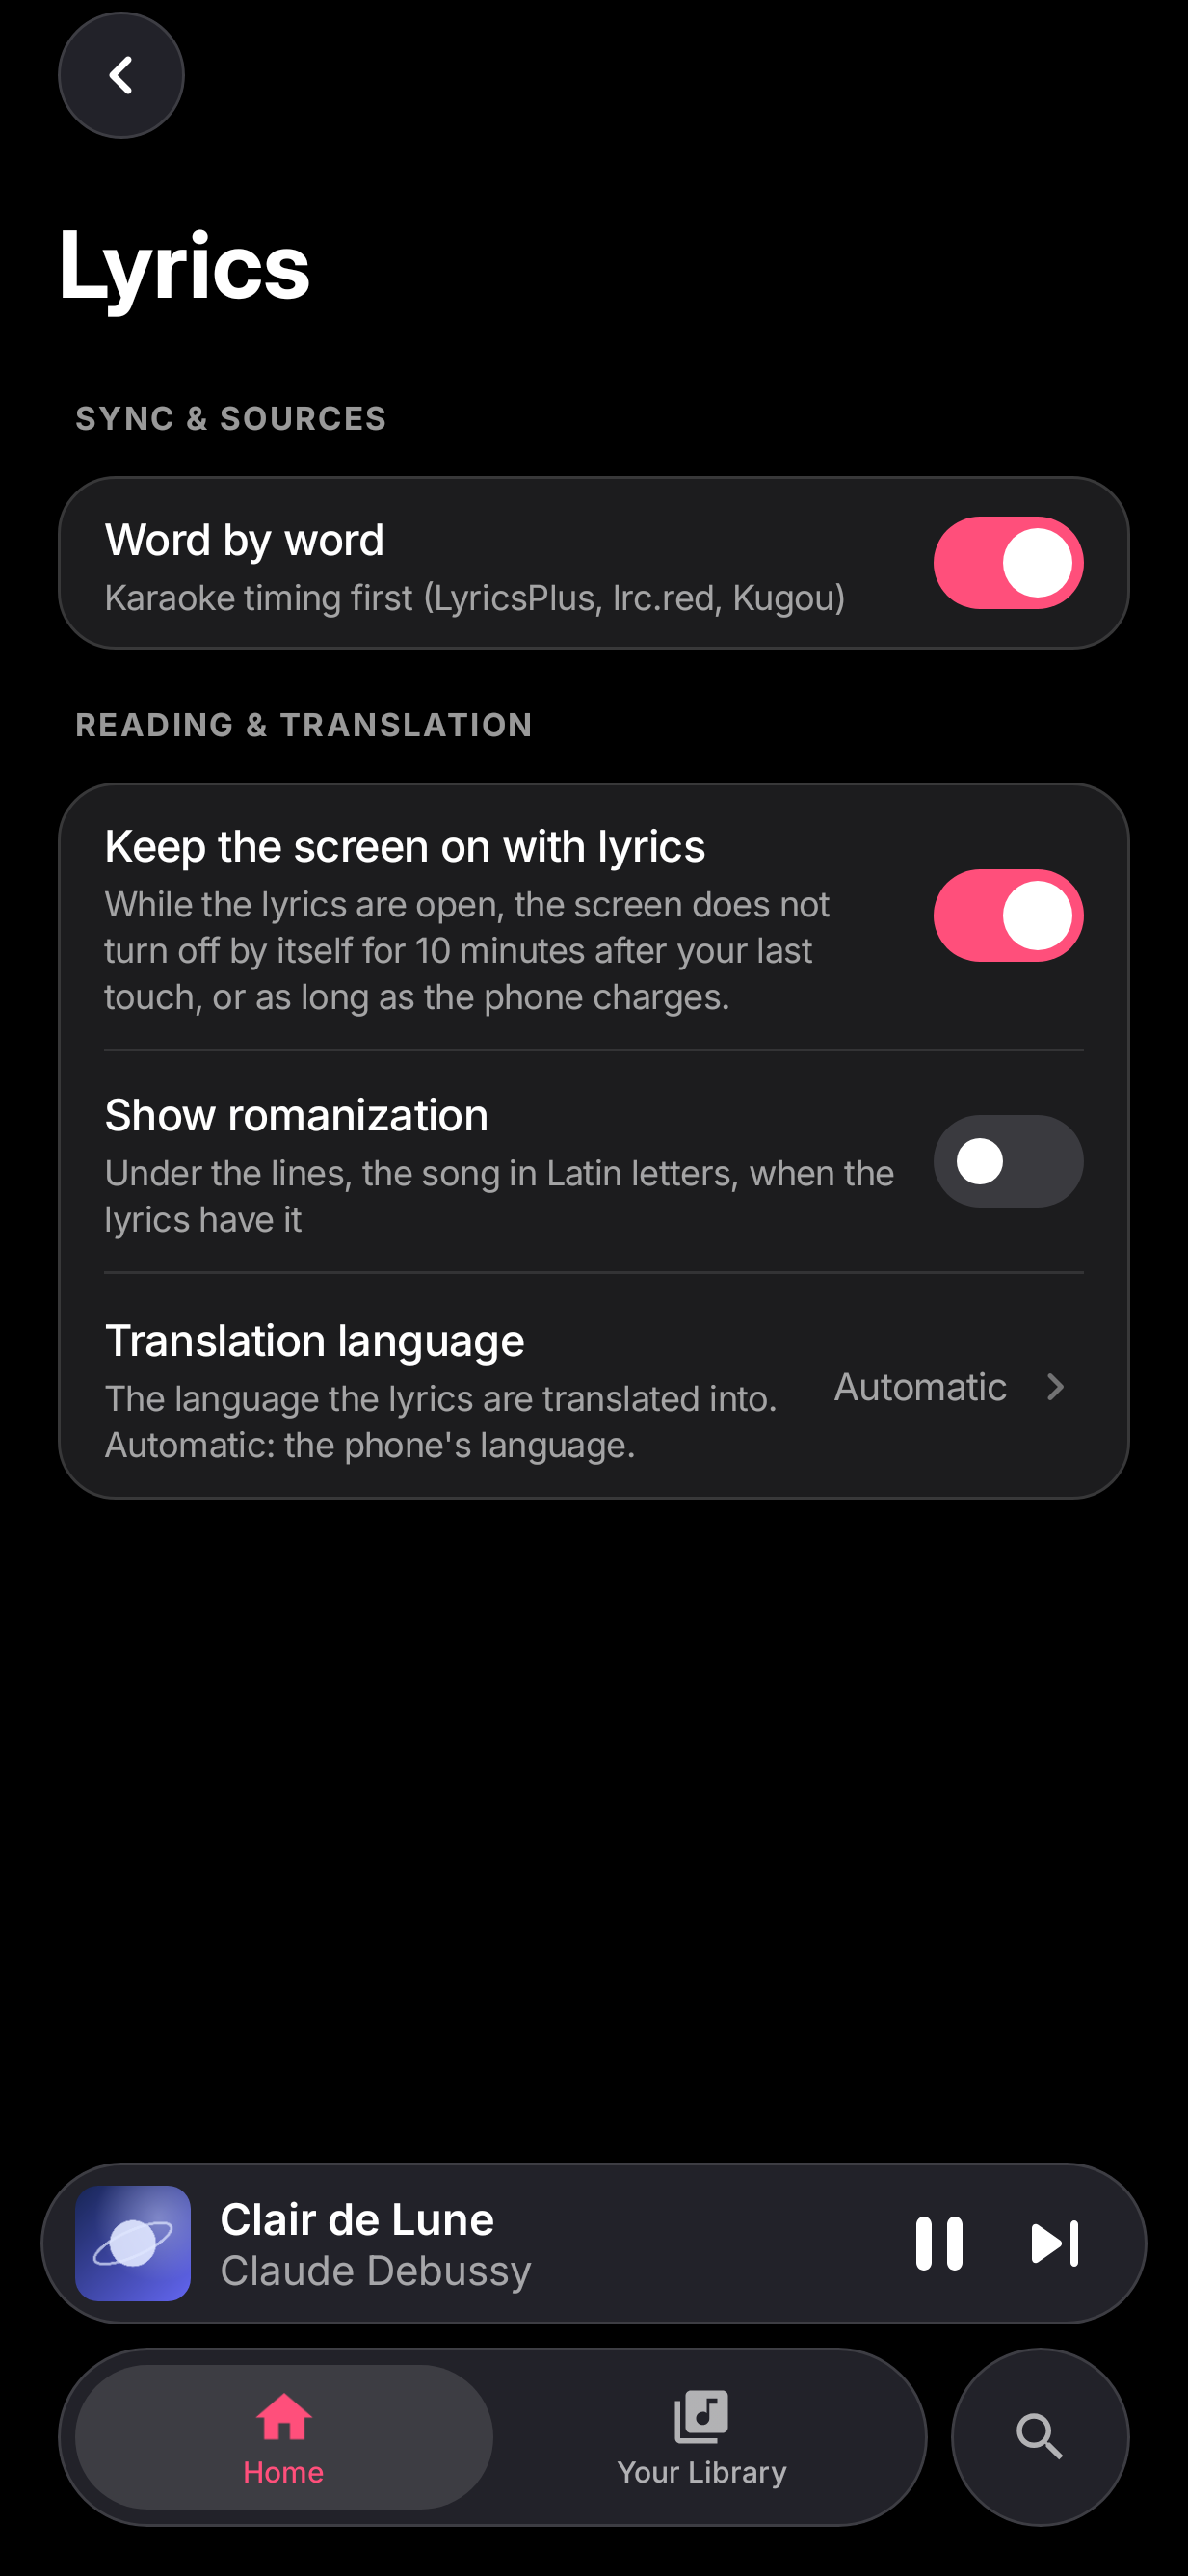 Lyrics
SYNC & SOURCES
Word by word
Karaoke timing first (LyricsPlus, lrc.red, Kugou)
READING & TRANSLATION
Keep the screen on with lyrics
While the lyrics are open, the screen does not
turn off by itself for 10 minutes after your last
touch, or as long as the phone charges.
Show romanization
Under the lines, the song in Latin letters, when the
lyrics have it
Translation language
The language the lyrics are translated into.
Automatic: the phone's language.
Automatic
Clair de Lune
Claude Debussy
Home
Your Library